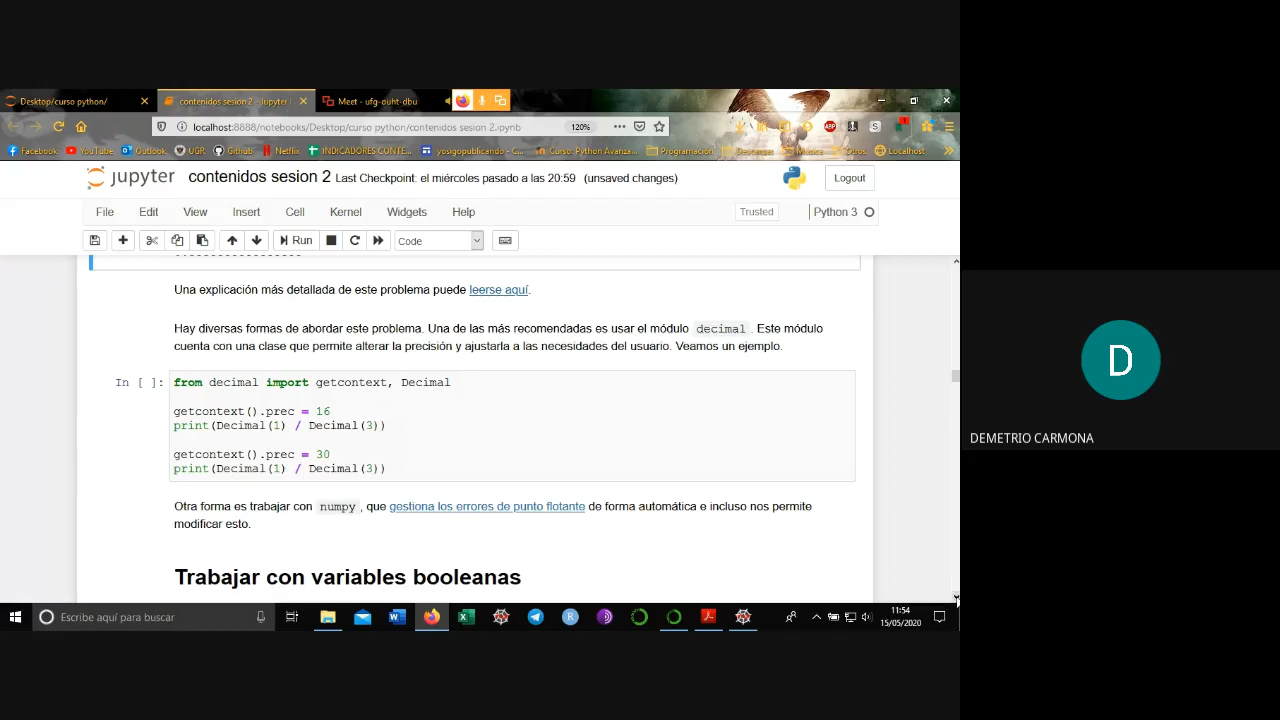 Desktop/curso python/
contenidos sesion 2 - Jupyter
Meet - ufg-ouht-dbu
localhost:8888/notebooks/Desktop/curso python/contenidos sesion 2.ipynb
120%
Facebook
YouTube
Outlook
UGR
Github
Netflix
INDICADORES CONTE...
yosigopublicando - C...
Curso: Python Avanza...
Programación
Descargas
Música
Otros
Localhost
jupyter
contenidos sesion 2 Last Checkpoint: el miércoles pasado a las 20:59 (unsaved changes)
Logout
File
Edit
View
Insert
Cell
Kernel
Widgets
Help
Trusted
Python 3
Run
Code
Una explicación más detallada de este problema puede leerse aquí.
Hay diversas formas de abordar este problema. Una de las más recomendadas es usar el módulo decimal . Este módulo
cuenta con una clase que permite alterar la precisión y ajustarla a las necesidades del usuario. Veamos un ejemplo.
In [ ]: from decimal import getcontext, Decimal
getcontext().prec = 16
print(Decimal(1) / Decimal(3))
getcontext().prec = 30
print(Decimal(1) / Decimal(3))
Otra forma es trabajar con numpy , que gestiona los errores de punto flotante de forma automática e incluso nos permite
modificar esto.
Trabajar con variables booleanas
Escribe aquí para buscar
11:54
15/05/2020
D
DEMETRIO CARMONA